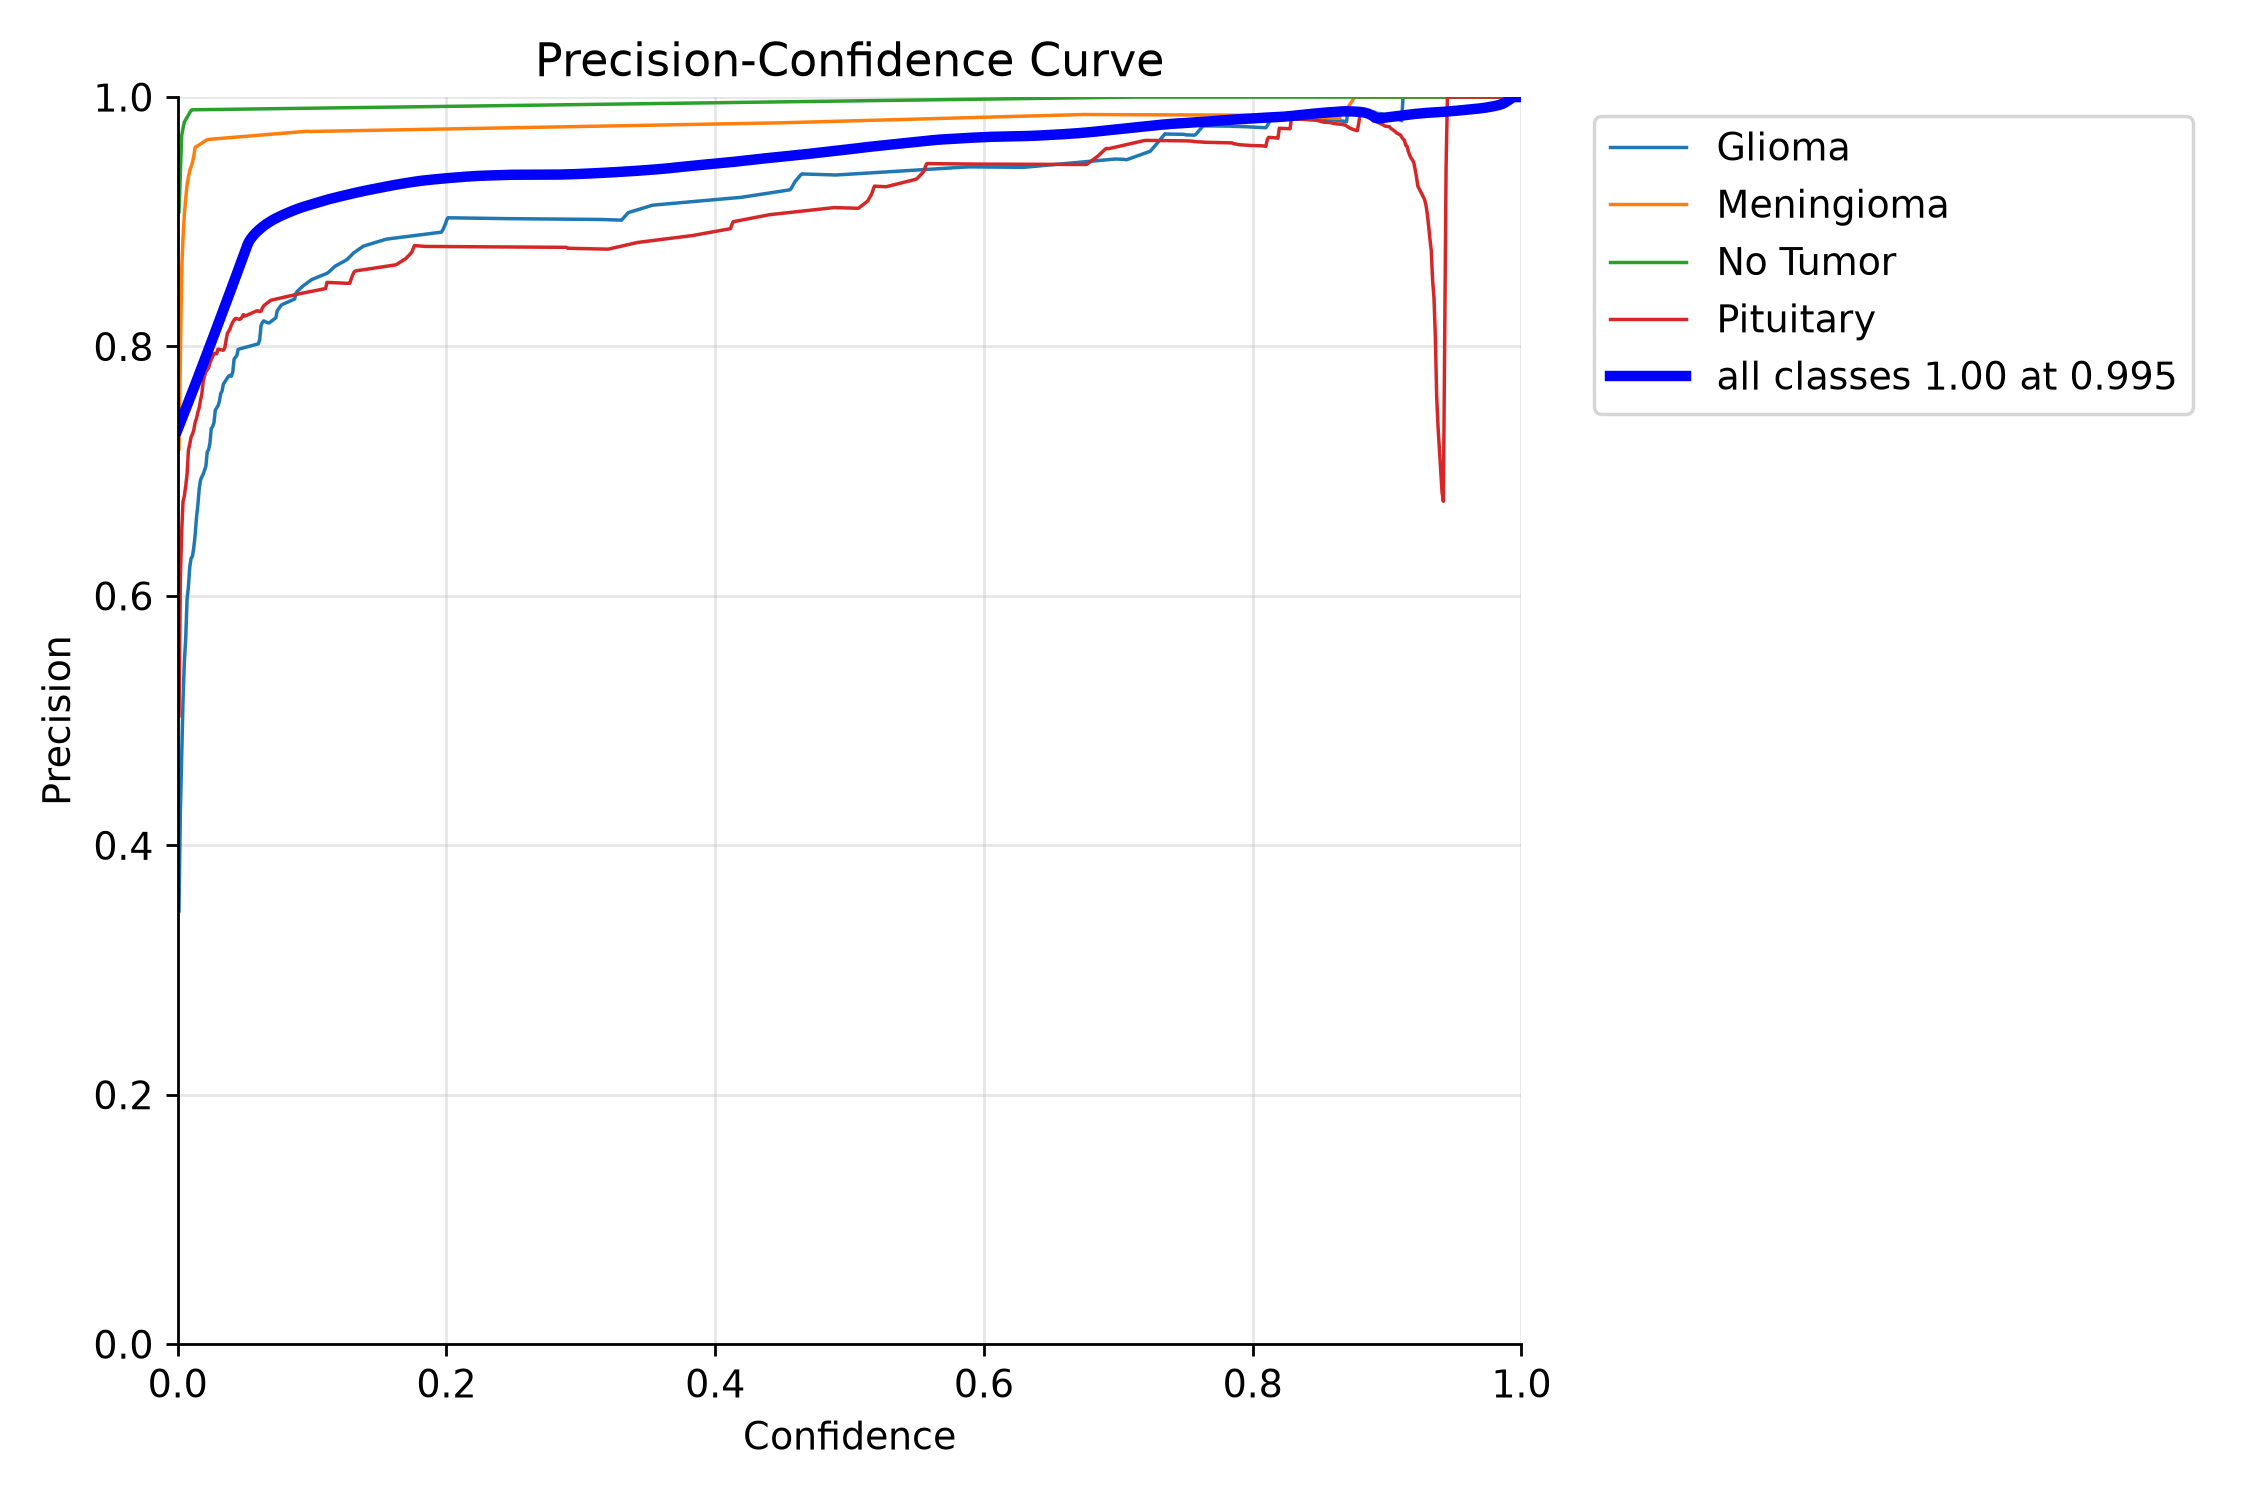 Precision-Confidence Curve
1.0
0.8
0.6
0.4
0.2
0.0
Precision
0.0 0.2 0.4 0.6 0.8 1.0
Confidence
Glioma
Meningioma
No Tumor
Pituitary
all classes 1.00 at 0.995